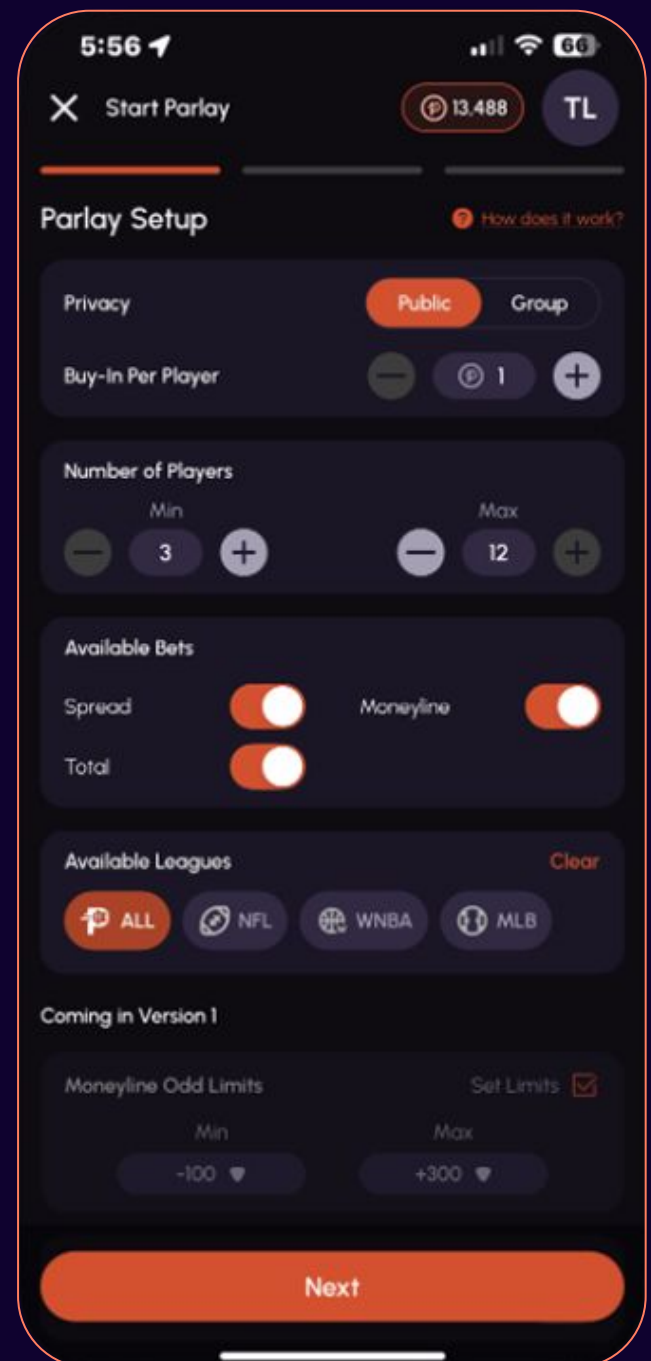 5:56
66
Start Parlay
13,488
TL
Parlay Setup
? How does it work?
Privacy
Public
Group
Buy-In Per Player
1
Number of Players
Min
Max
3
12
Available Bets
Spread
Moneyline
Total
Available Leagues
Clear
ALL
NFL
WNBA
MLB
Coming in Version 1
Moneyline Odd Limits
Set Limits
Min
Max
-100
+300
Next